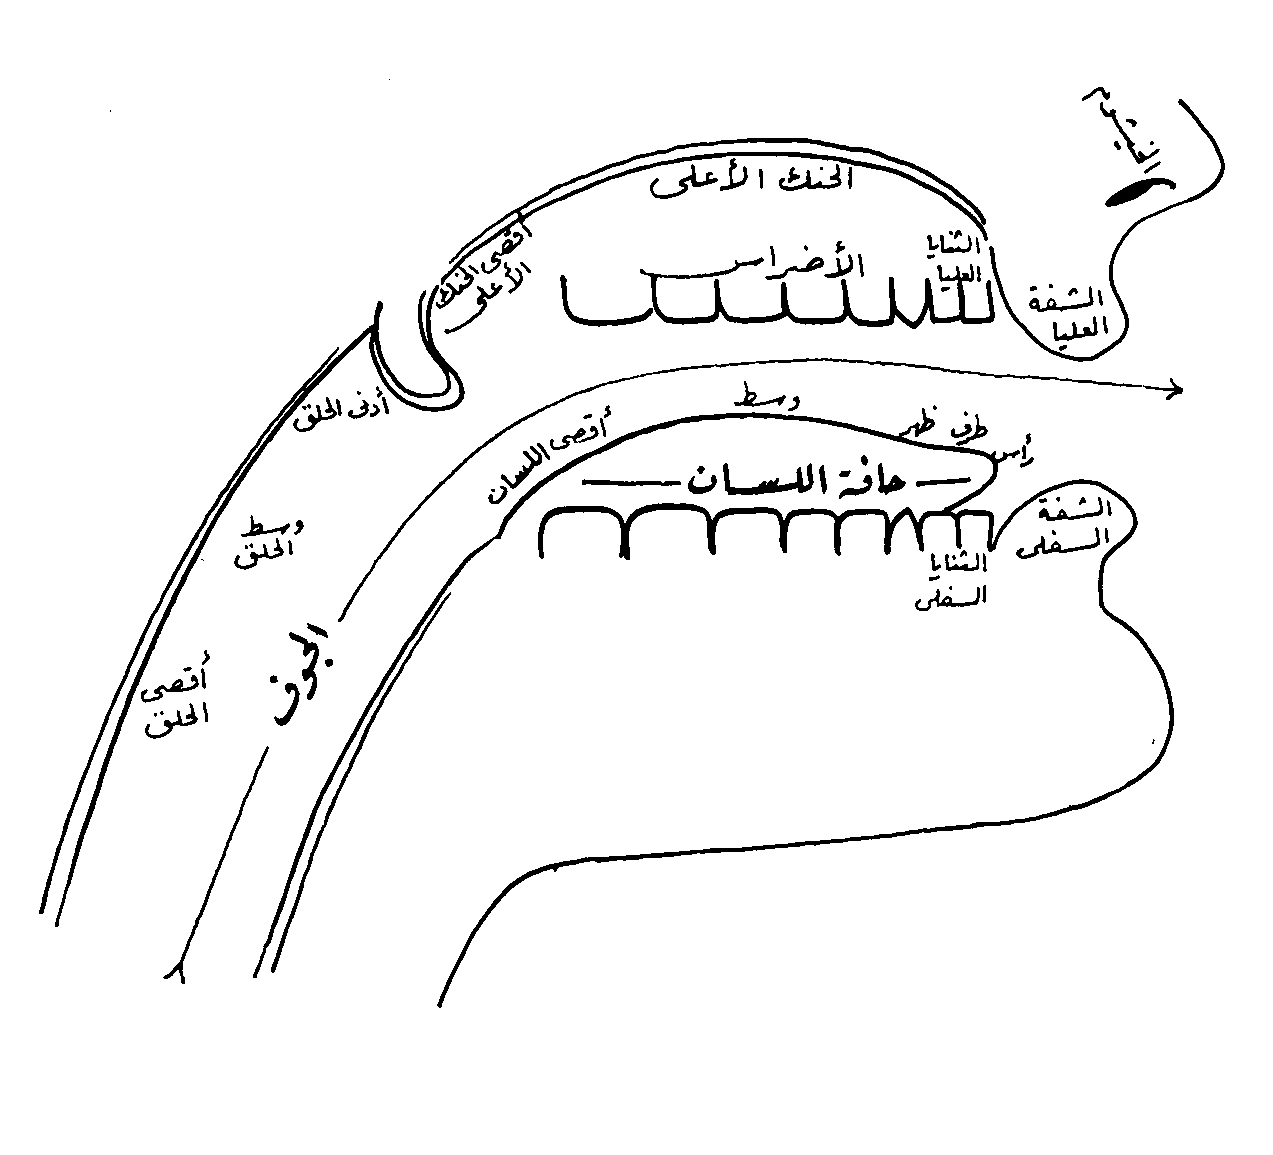 الخيشوم
الحنك الأعلى
أقصى الحنك
الأعلى
الأضراس
الثنايا
العليا
الشفة
العليا
أدنى الحلق
وسط
ظهر
طرف
رأس
أقصى اللسان
حافة اللسان
الشفة
السفلى
الثنايا
السفلى
وسط
الحلق
الجوف
أقصى
الحلق